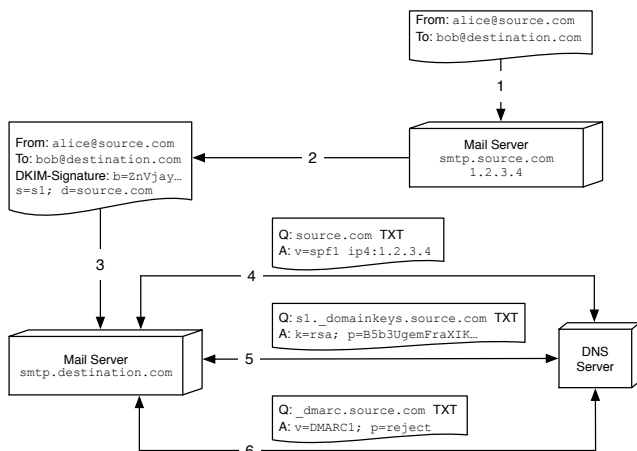 From: alice@source.com
To: bob@destination.com
1
Mail Server
smtp.source.com
1.2.3.4
2
From: alice@source.com
To: bob@destination.com
DKIM-Signature: b=ZnVjay…
s=s1; d=source.com
3
Q: source.com TXT
A: v=spf1 ip4:1.2.3.4
4
Q: s1._domainkeys.source.com TXT
A: k=rsa; p=B5b3UgemFraXIK…
Mail Server
smtp.destination.com
5
DNS
Server
Q: _dmarc.source.com TXT
A: v=DMARC1; p=reject
6